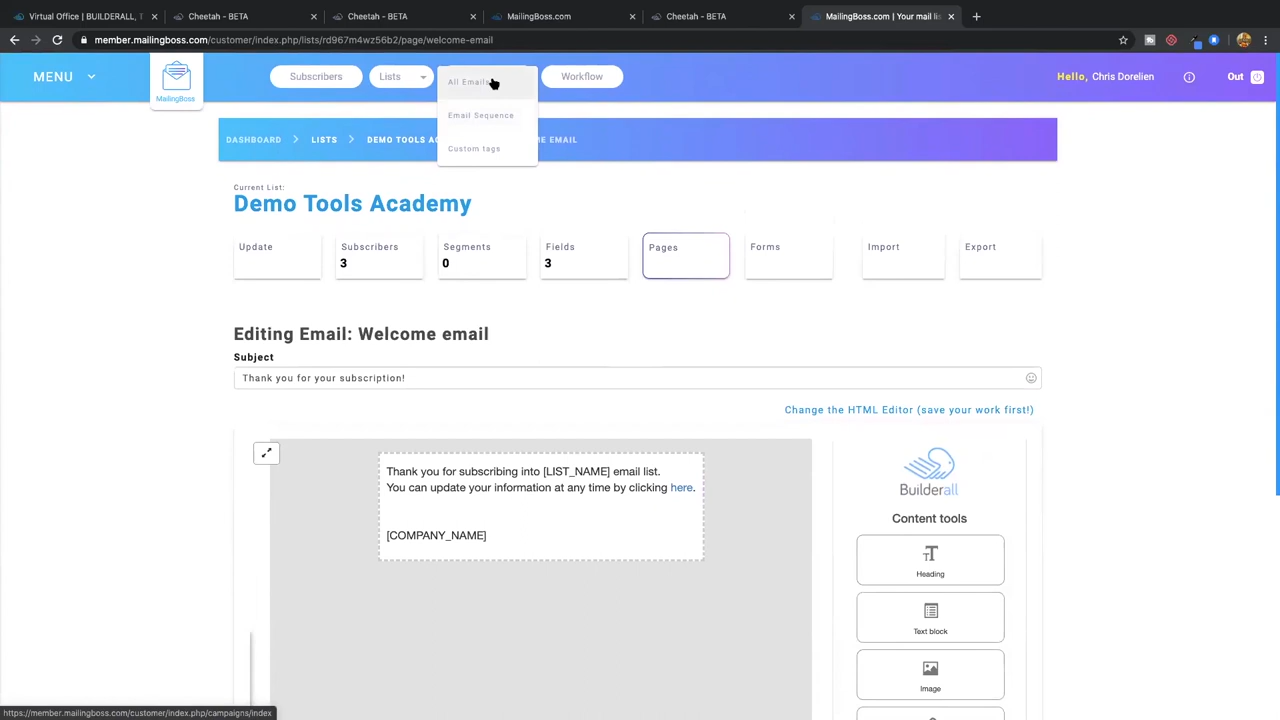 Virtual Office | BUILDERALL, T
Cheetah - BETA
Cheetah - BETA
MailingBoss.com
Cheetah - BETA
MailingBoss.com | Your mail lis
member.mailingboss.com/customer/index.php/lists/rd967m4wz56b2/page/welcome-email
MENU
MailingBoss
Subscribers
Lists
All Emails
Workflow
Hello, Chris Dorelien
Out
Email Sequence
Custom tags
DASHBOARD
LISTS
DEMO TOOLS AC
ME EMAIL
Current List:
Demo Tools Academy
Update
Subscribers
3
Segments
0
Fields
3
Pages
Forms
Import
Export
Editing Email: Welcome email
Subject
Thank you for your subscription!
Change the HTML Editor (save your work first!)
Thank you for subscribing into [LIST_NAME] email list.
You can update your information at any time by clicking here.
[COMPANY_NAME]
Builderall
Content tools
Heading
Text block
Image
https://member.mailingboss.com/customer/index.php/campaigns/index